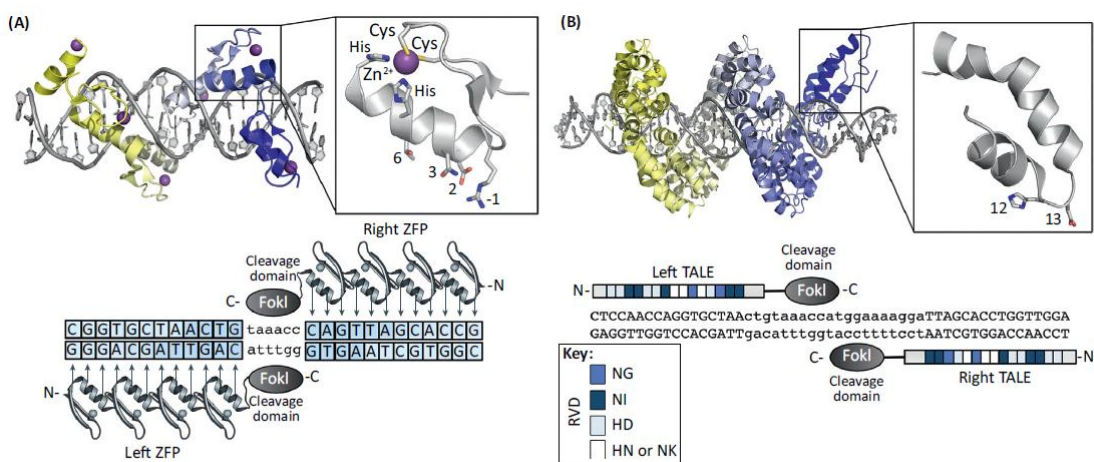 (A)
Cys
Cys
His
Zn²⁺
His
6
3
2
-1
Right ZFP
Cleavage
domain
C- FokI -N
CGGTGCTAACTG taaacc CAGTTAGCACCG
GGGACGATTGAC atttgg GTGAATCGTGGC
N- FokI -C
Cleavage
domain
Left ZFP
(B)
12
13
Left TALE
Cleavage
domain
N- FokI -C
CTCCAACCAGGTGCTAActgtaaaccatggaaaaggaTTAGCACCTGGTTGGA
GAGGTTGGTCCACGATTgacatttggtaccttttcctAATCGTGGACCAACCT
C- FokI -N
Cleavage
domain
Right TALE
Key:
RVD
NG
NI
HD
HN or NK